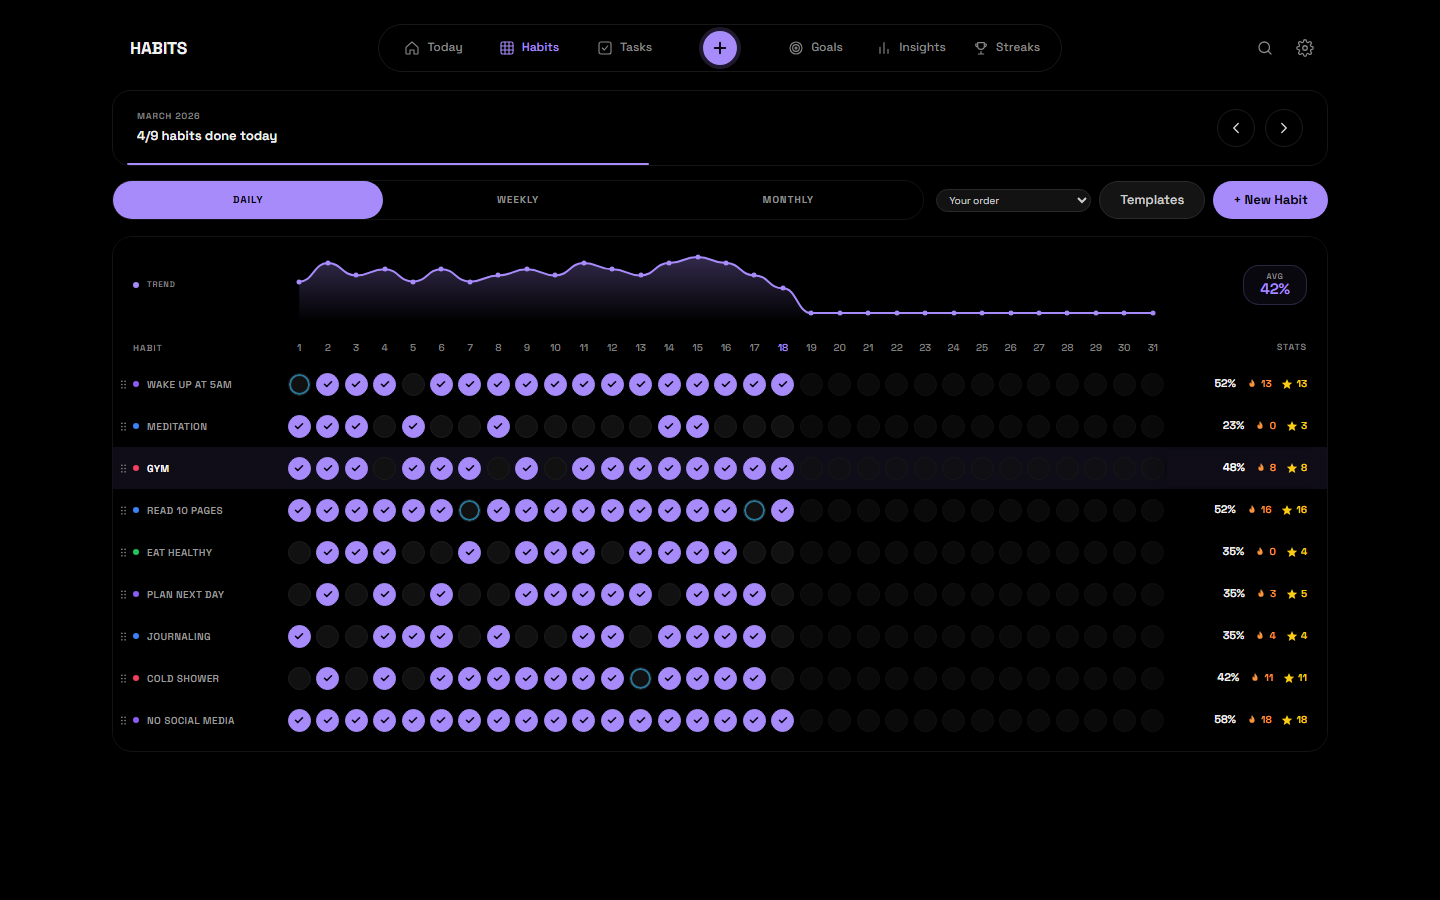 HABITS
Today
Habits
Tasks
Goals
Insights
Streaks
MARCH 2026
4/9 habits done today
DAILY
WEEKLY
MONTHLY
Your order
Templates
+ New Habit
TREND
AVG
42%
HABIT 1 2 3 4 5 6 7 8 9 10 11 12 13 14 15 16 17 18 19 20 21 22 23 24 25 26 27 28 29 30 31 STATS
WAKE UP AT 5AM 52% 13 13
MEDITATION 23% 0 3
GYM 48% 8 8
READ 10 PAGES 52% 16 16
EAT HEALTHY 35% 0 4
PLAN NEXT DAY 35% 3 5
JOURNALING 35% 4 4
COLD SHOWER 42% 11 11
NO SOCIAL MEDIA 58% 18 18